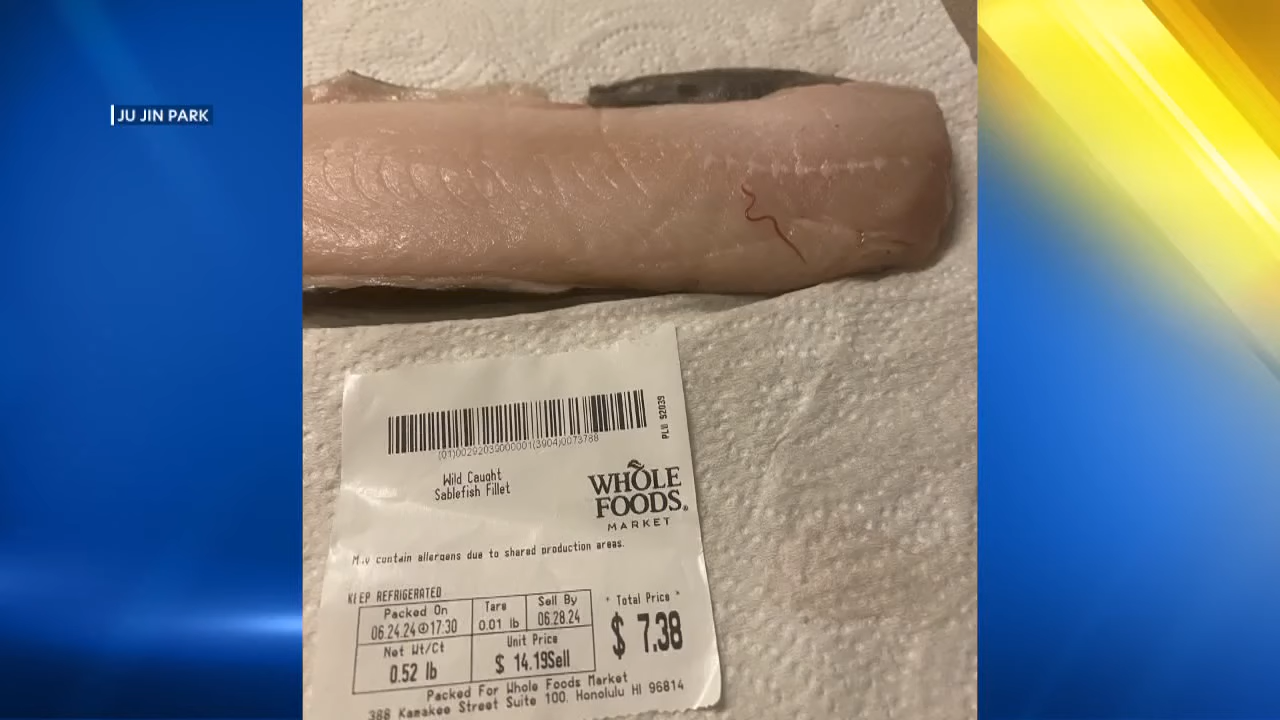 JU JIN PARK
PLU 92039
(01)00292039000001(3904)0073788
Wild Caught
Sablefish Fillet
WHOLE
FOODS®
MARKET
May contain allergens due to shared production areas.
KEEP REFRIGERATED
Packed On
06.24.24@17:30
Tare
0.01 lb
Sell By
06.28.24
* Total Price *
$ 7.38
Net Wt/Ct
0.52 lb
Unit Price
$ 14.19Sell
Packed For Whole Foods Market
388 Kamakee Street Suite 100. Honolulu HI 96814